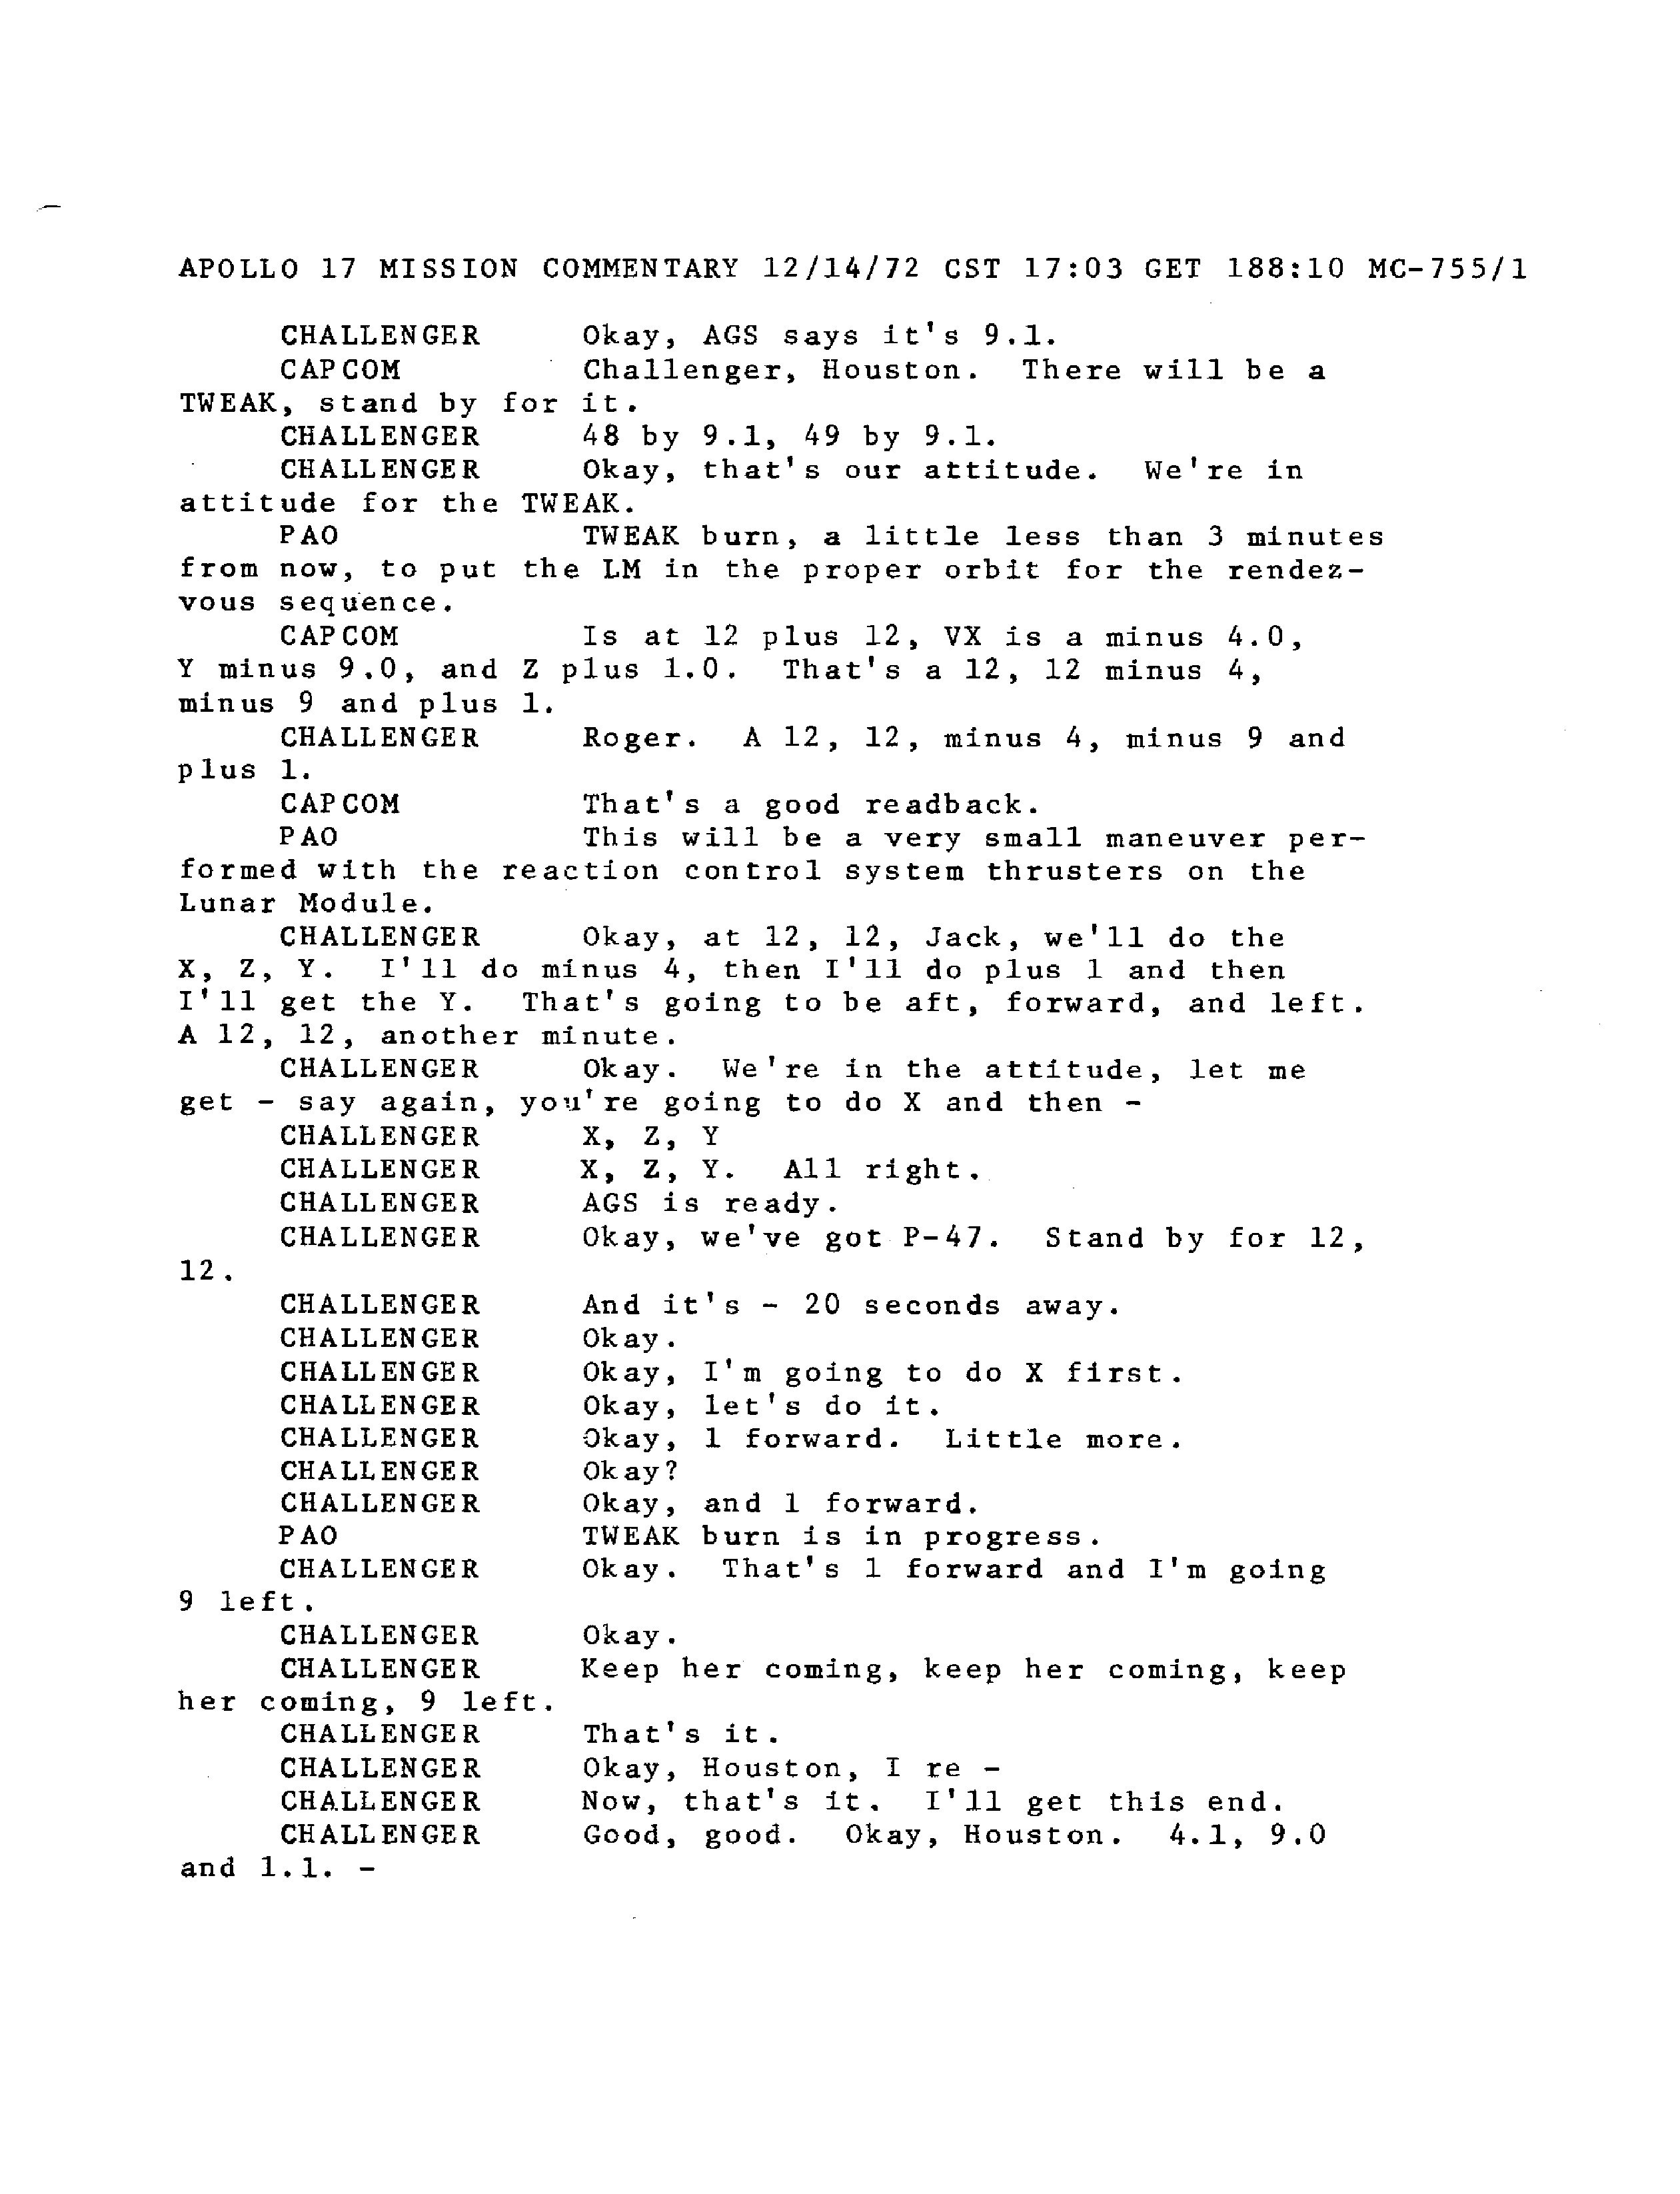 APOLLO 17 MISSION COMMENTARY 12/14/72 CST 17:03 GET 188:10 MC-755/1
CHALLENGER Okay, AGS says it's 9.1.
CAPCOM Challenger, Houston. There will be a
TWEAK, stand by for it.
CHALLENGER 48 by 9.1, 49 by 9.1.
CHALLENGER Okay, that's our attitude. We're in
attitude for the TWEAK.
PAO TWEAK burn, a little less than 3 minutes
from now, to put the LM in the proper orbit for the rendez-
vous sequence.
CAPCOM Is at 12 plus 12, VX is a minus 4.0,
Y minus 9.0, and Z plus 1.0. That's a 12, 12 minus 4,
minus 9 and plus 1.
CHALLENGER Roger. A 12, 12, minus 4, minus 9 and
plus 1.
CAPCOM That's a good readback.
PAO This will be a very small maneuver per-
formed with the reaction control system thrusters on the
Lunar Module.
CHALLENGER Okay, at 12, 12, Jack, we'll do the
X, Z, Y. I'll do minus 4, then I'll do plus 1 and then
I'll get the Y. That's going to be aft, forward, and left.
A 12, 12, another minute.
CHALLENGER Okay. We're in the attitude, let me
get - say again, you're going to do X and then -
CHALLENGER X, Z, Y
CHALLENGER X, Z, Y. All right.
CHALLENGER AGS is ready.
CHALLENGER Okay, we've got P-47. Stand by for 12,
12.
CHALLENGER And it's - 20 seconds away.
CHALLENGER Okay.
CHALLENGER Okay, I'm going to do X first.
CHALLENGER Okay, let's do it.
CHALLENGER Okay, 1 forward. Little more.
CHALLENGER Okay?
CHALLENGER Okay, and 1 forward.
PAO TWEAK burn is in progress.
CHALLENGER Okay. That's 1 forward and I'm going
9 left.
CHALLENGER Okay.
CHALLENGER Keep her coming, keep her coming, keep
her coming, 9 left.
CHALLENGER That's it.
CHALLENGER Okay, Houston, I re -
CHALLENGER Now, that's it. I'll get this end.
CHALLENGER Good, good. Okay, Houston. 4.1, 9.0
and 1.1. -